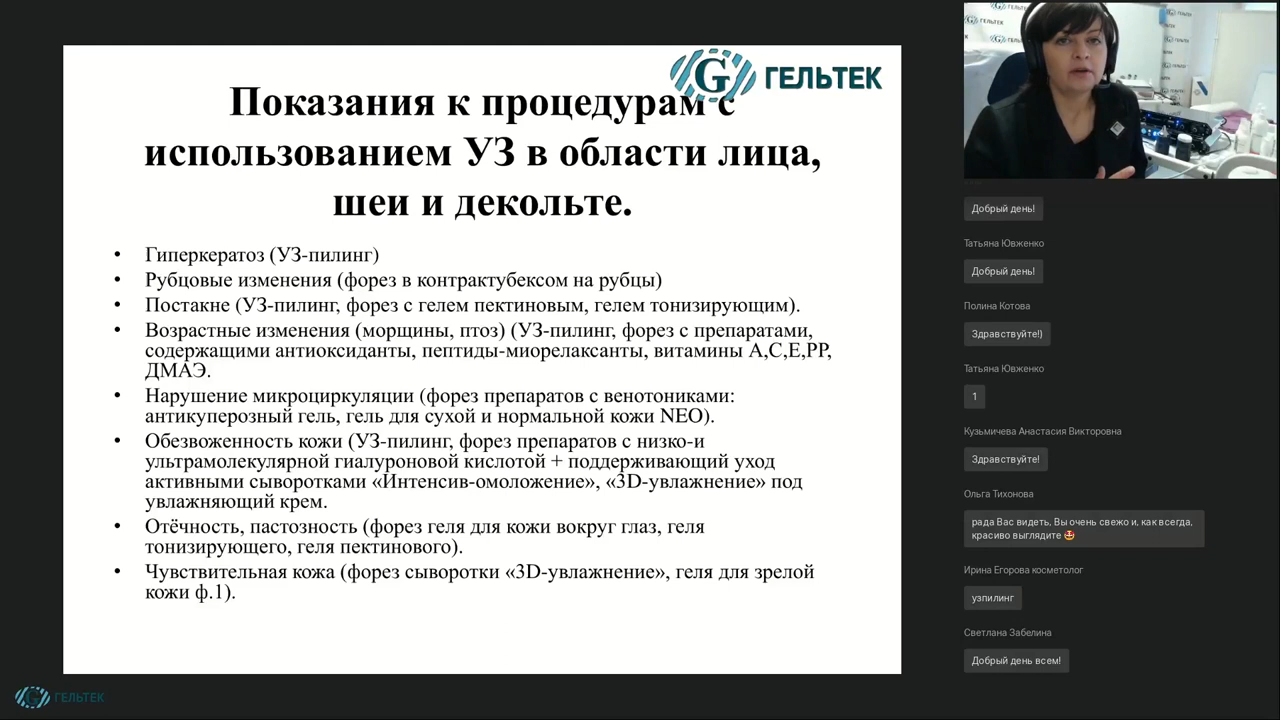 ГЕЛЬТЕК
Показания к процедурам с
использованием УЗ в области лица,
шеи и декольте.
• Гиперкератоз (УЗ-пилинг)
• Рубцовые изменения (форез в контрактубексом на рубцы)
• Постакне (УЗ-пилинг, форез с гелем пектиновым, гелем тонизирующим).
• Возрастные изменения (морщины, птоз) (УЗ-пилинг, форез с препаратами,
содержащими антиоксиданты, пептиды-миорелаксанты, витамины А,С,Е,РР,
ДМАЭ.
• Нарушение микроциркуляции (форез препаратов с венотониками:
антикуперозный гель, гель для сухой и нормальной кожи NEO).
• Обезвоженность кожи (УЗ-пилинг, форез препаратов с низко-и
ультрамолекулярной гиалуроновой кислотой + поддерживающий уход
активными сыворотками «Интенсив-омоложение», «3D-увлажнение» под
увлажняющий крем.
• Отёчность, пастозность (форез геля для кожи вокруг глаз, геля
тонизирующего, геля пектинового).
• Чувствительная кожа (форез сыворотки «3D-увлажнение», геля для зрелой
кожи ф.1).
ГЕЛЬТЕК
Добрый день!
Татьяна Ювженко
Добрый день!
Полина Котова
Здравствуйте!)
Татьяна Ювженко
1
Кузьмичева Анастасия Викторовна
Здравствуйте!
Ольга Тихонова
рада Вас видеть, Вы очень свежо и, как всегда,
красиво выглядите 🤩
Ирина Егорова косметолог
узпилинг
Светлана Забелина
Добрый день всем!